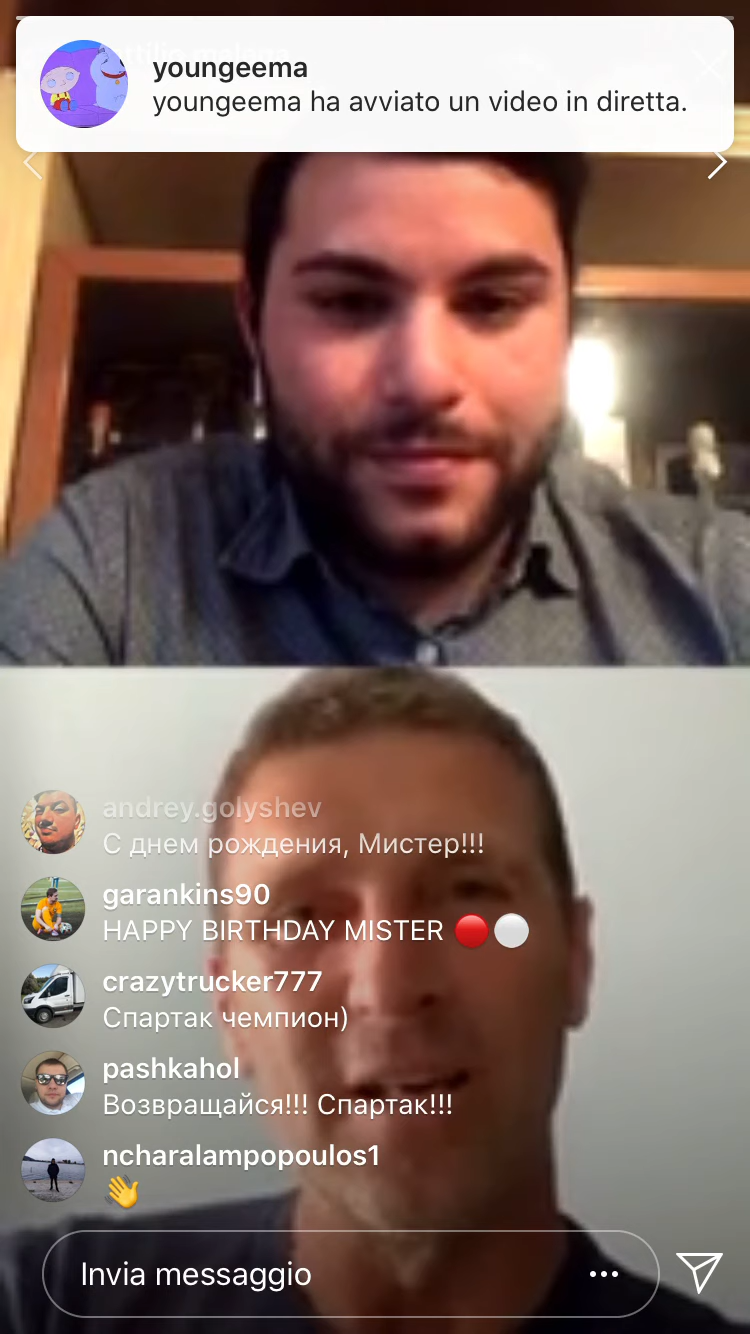 youngeema
youngeema ha avviato un video in diretta.
andrey.golyshev
С днем рождения, Мистер!!!
garankins90
HAPPY BIRTHDAY MISTER 🔴⚪
crazytrucker777
Спартак чемпион)
pashkahol
Возвращайся!!! Спартак!!!
ncharalampopoulos1
👋
Invia messaggio